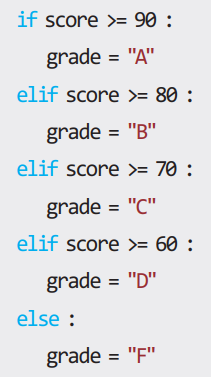 if score >= 90 :
    grade = "A"
elif score >= 80 :
    grade = "B"
elif score >= 70 :
    grade = "C"
elif score >= 60 :
    grade = "D"
else :
    grade = "F"